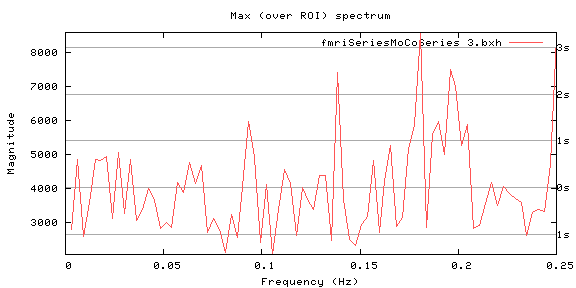 Max (over ROI) spectrum
fmriSeriesMoCoSeries 3.bxh
8000
7000
6000
5000
4000
3000
3s
2s
1s
0s
1s
Magnitude
0
0.05
0.1
0.15
0.2
0.25
Frequency (Hz)